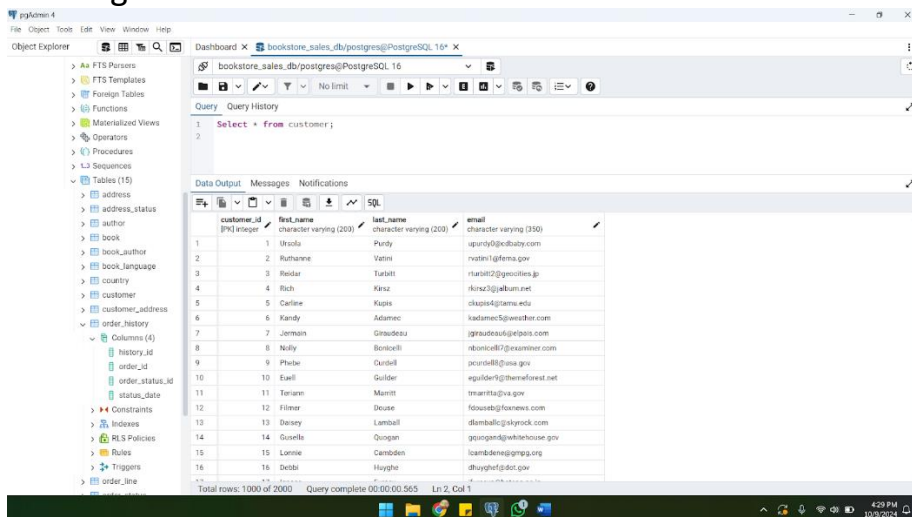 pgAdmin 4
File Object Tools Edit View Window Help
Object Explorer
Dashboard X bookstore_sales_db/postgres@PostgreSQL 16* X
> Aa FTS Parsers
> FTS Templates
> Foreign Tables
> Functions
> Materialized Views
> Operators
> Procedures
> 1..3 Sequences
Tables (15)
> address
> address_status
> author
> book
> book_author
> book_language
> country
> customer
> customer_address
order_history
Columns (4)
history_id
order_id
order_status_id
status_date
> Constraints
> Indexes
> RLS Policies
> Rules
> Triggers
> order_line
bookstore_sales_db/postgres@PostgreSQL 16
No limit
Query Query History
1 Select * from customer;
2
Data Output Messages Notifications
SQL
customer_id first_name last_name email
[PK] integer character varying (200) character varying (200) character varying (350)
1 1 Ursola Purdy upurdy0@cdbaby.com
2 2 Ruthanne Vatini rvatini1@fema.gov
3 3 Reidar Turbitt rturbitt2@geocities.jp
4 4 Rich Kirsz rkirsz3@jalbum.net
5 5 Carline Kupis ckupis4@tamu.edu
6 6 Kandy Adamec kadamec5@weather.com
7 7 Jermain Giraudeau jgiraudeau6@elpais.com
8 8 Nolly Bonicelli nbonicelli7@examiner.com
9 9 Phebe Curdell pcurdell8@usa.gov
10 10 Euell Guilder eguilder9@themeforest.net
11 11 Teriann Marritt tmarritta@va.gov
12 12 Filmer Douse fdouseb@foxnews.com
13 13 Daisey Lamball dlamballc@skyrock.com
14 14 Guselle Quogan gquogand@whitehouse.gov
15 15 Lonnie Cambden lcambdene@gmpg.org
16 16 Debbi Huyghe dhuyghef@dot.gov
Total rows: 1000 of 2000 Query complete 00:00:00.565 Ln 2, Col 1
4:29 PM
10/9/2024